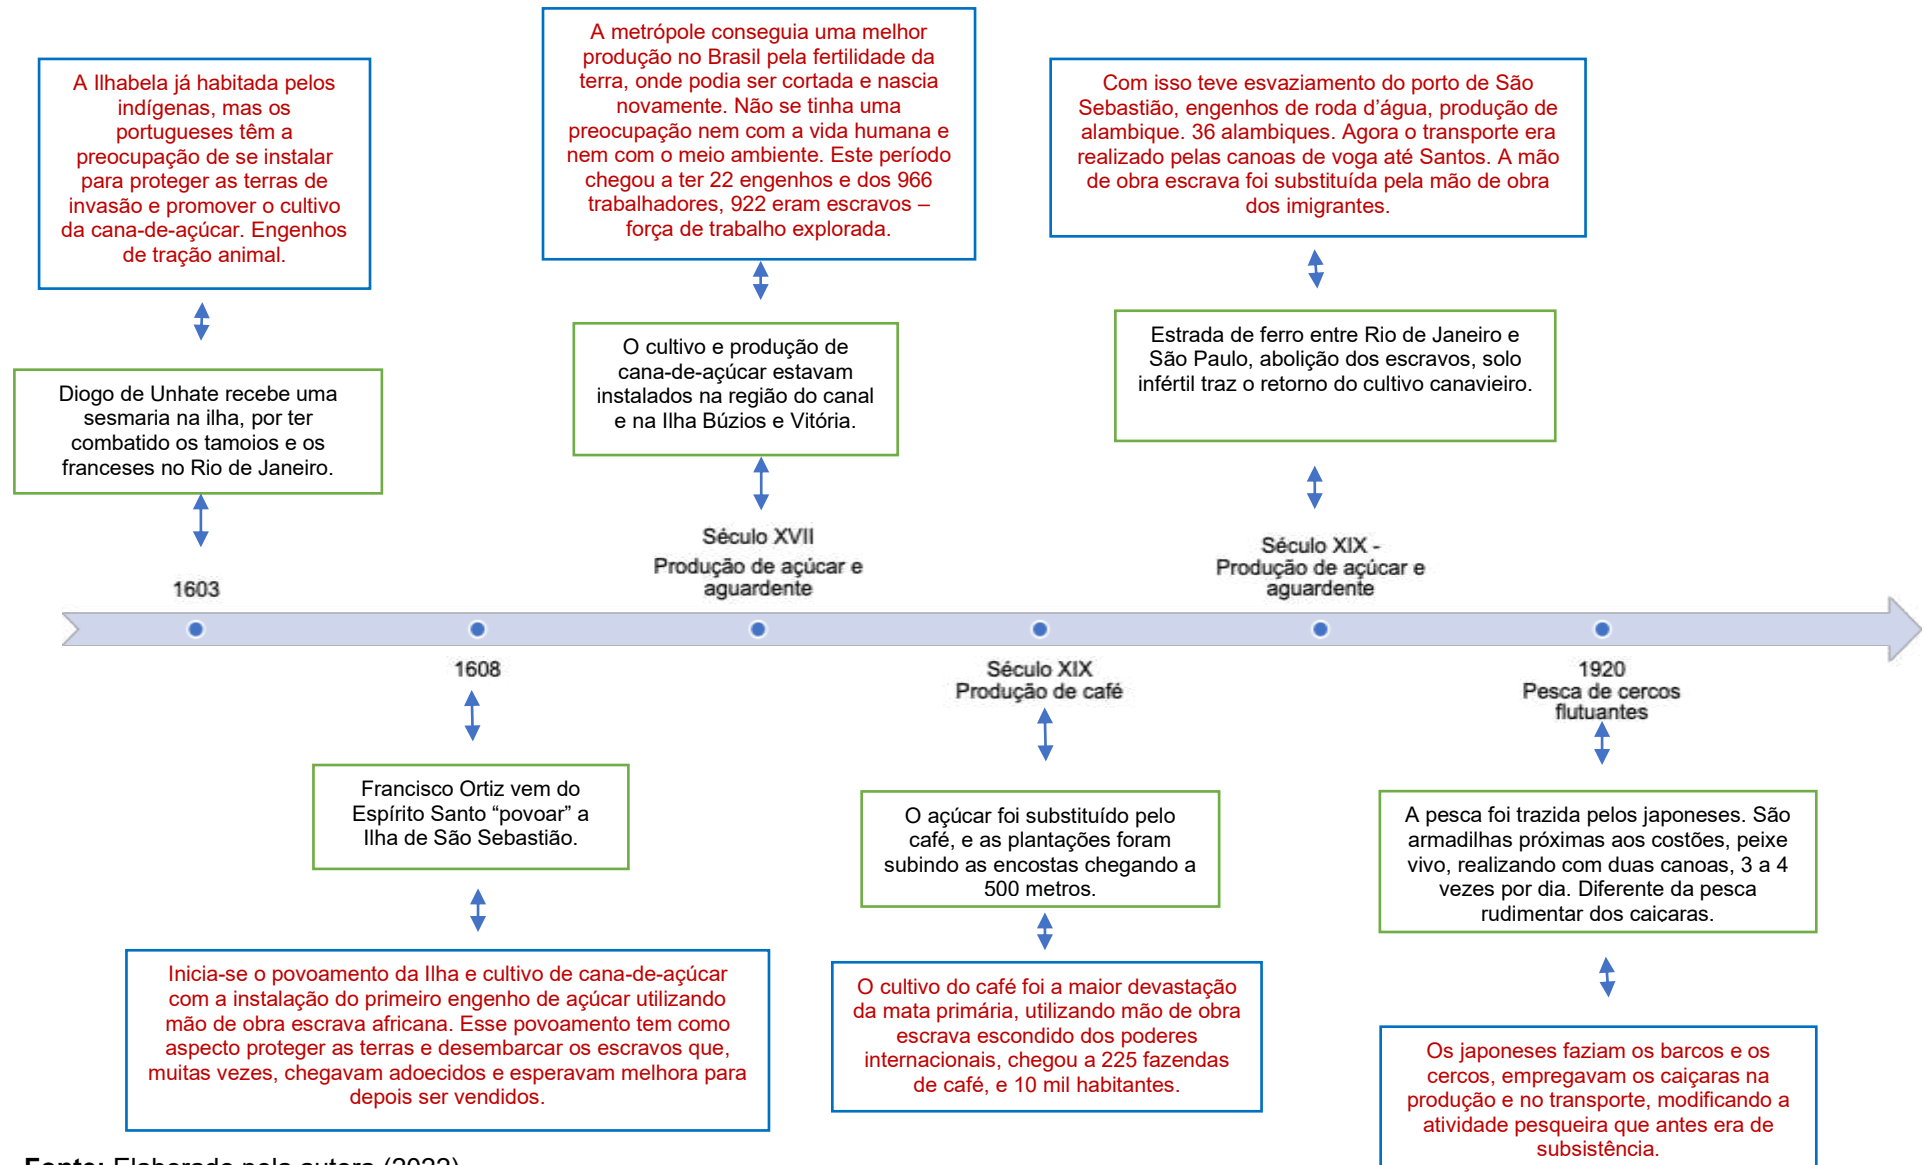 A Ilhabela já habitada pelos
indígenas, mas os
portugueses têm a
preocupação de se instalar
para proteger as terras de
invasão e promover o cultivo
da cana-de-açúcar. Engenhos
de tração animal.
Diogo de Unhate recebe uma
sesmaria na ilha, por ter
combatido os tamoios e os
franceses no Rio de Janeiro.
1603
A metrópole conseguia uma melhor
produção no Brasil pela fertilidade da
terra, onde podia ser cortada e nascia
novamente. Não se tinha uma
preocupação nem com a vida humana e
nem com o meio ambiente. Este período
chegou a ter 22 engenhos e dos 966
trabalhadores, 922 eram escravos –
força de trabalho explorada.
O cultivo e produção de
cana-de-açúcar estavam
instalados na região do canal
e na Ilha Búzios e Vitória.
Século XVII
Produção de açúcar e
aguardente
Com isso teve esvaziamento do porto de São
Sebastião, engenhos de roda d’água, produção de
alambique. 36 alambiques. Agora o transporte era
realizado pelas canoas de voga até Santos. A mão
de obra escrava foi substituída pela mão de obra
dos imigrantes.
Estrada de ferro entre Rio de Janeiro e
São Paulo, abolição dos escravos, solo
infértil traz o retorno do cultivo canavieiro.
Século XIX -
Produção de açúcar e
aguardente
1608
Francisco Ortiz vem do
Espírito Santo “povoar” a
Ilha de São Sebastião.
Inicia-se o povoamento da Ilha e cultivo de cana-de-açúcar
com a instalação do primeiro engenho de açúcar utilizando
mão de obra escrava africana. Esse povoamento tem como
aspecto proteger as terras e desembarcar os escravos que,
muitas vezes, chegavam adoecidos e esperavam melhora para
depois ser vendidos.
Século XIX
Produção de café
O açúcar foi substituído pelo
café, e as plantações foram
subindo as encostas chegando a
500 metros.
O cultivo do café foi a maior devastação
da mata primária, utilizando mão de obra
escrava escondido dos poderes
internacionais, chegou a 225 fazendas
de café, e 10 mil habitantes.
1920
Pesca de cercos
flutuantes
A pesca foi trazida pelos japoneses. São
armadilhas próximas aos costões, peixe
vivo, realizando com duas canoas, 3 a 4
vezes por dia. Diferente da pesca
rudimentar dos caiçaras.
Os japoneses faziam os barcos e os
cercos, empregavam os caiçaras na
produção e no transporte, modificando a
atividade pesqueira que antes era de
subsistência.
Fonte: Elaborado pela autora (2022)